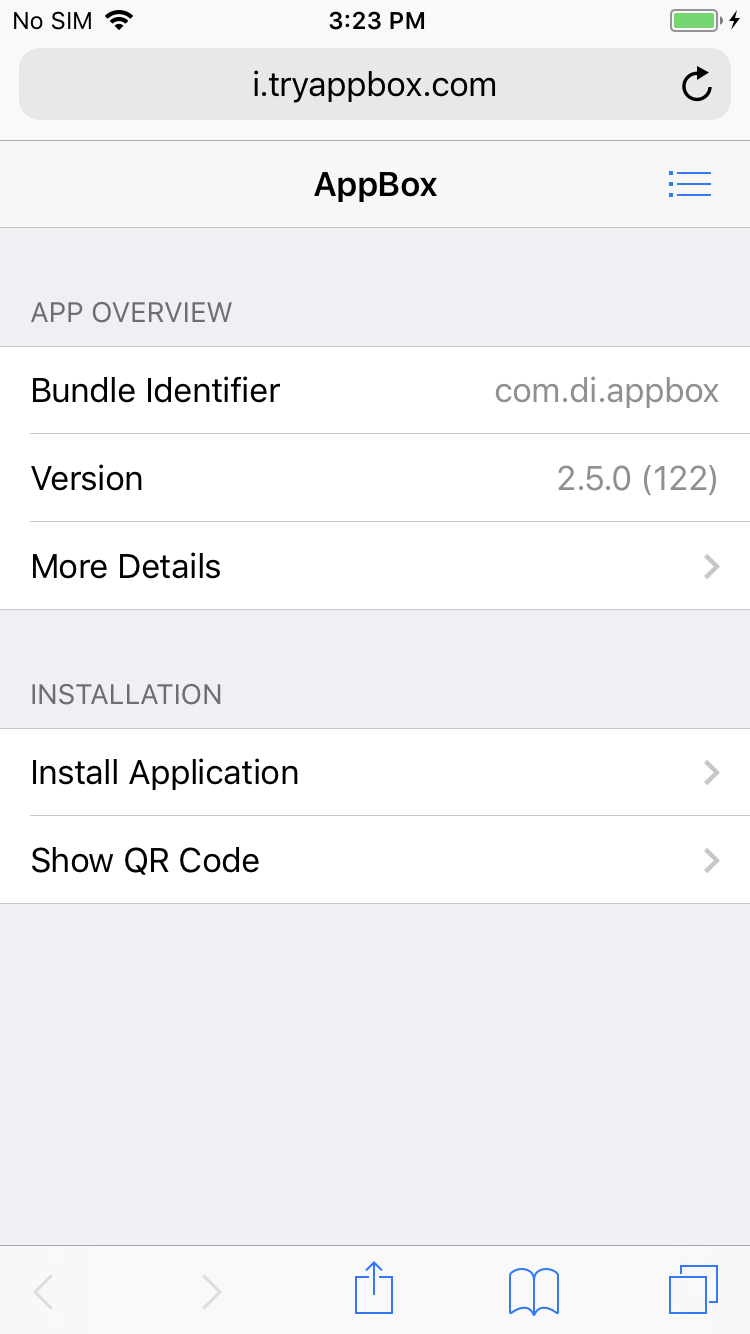 No SIM 3:23 PM
i.tryappbox.com
AppBox
APP OVERVIEW
Bundle Identifier com.di.appbox
Version 2.5.0 (122)
More Details
INSTALLATION
Install Application
Show QR Code